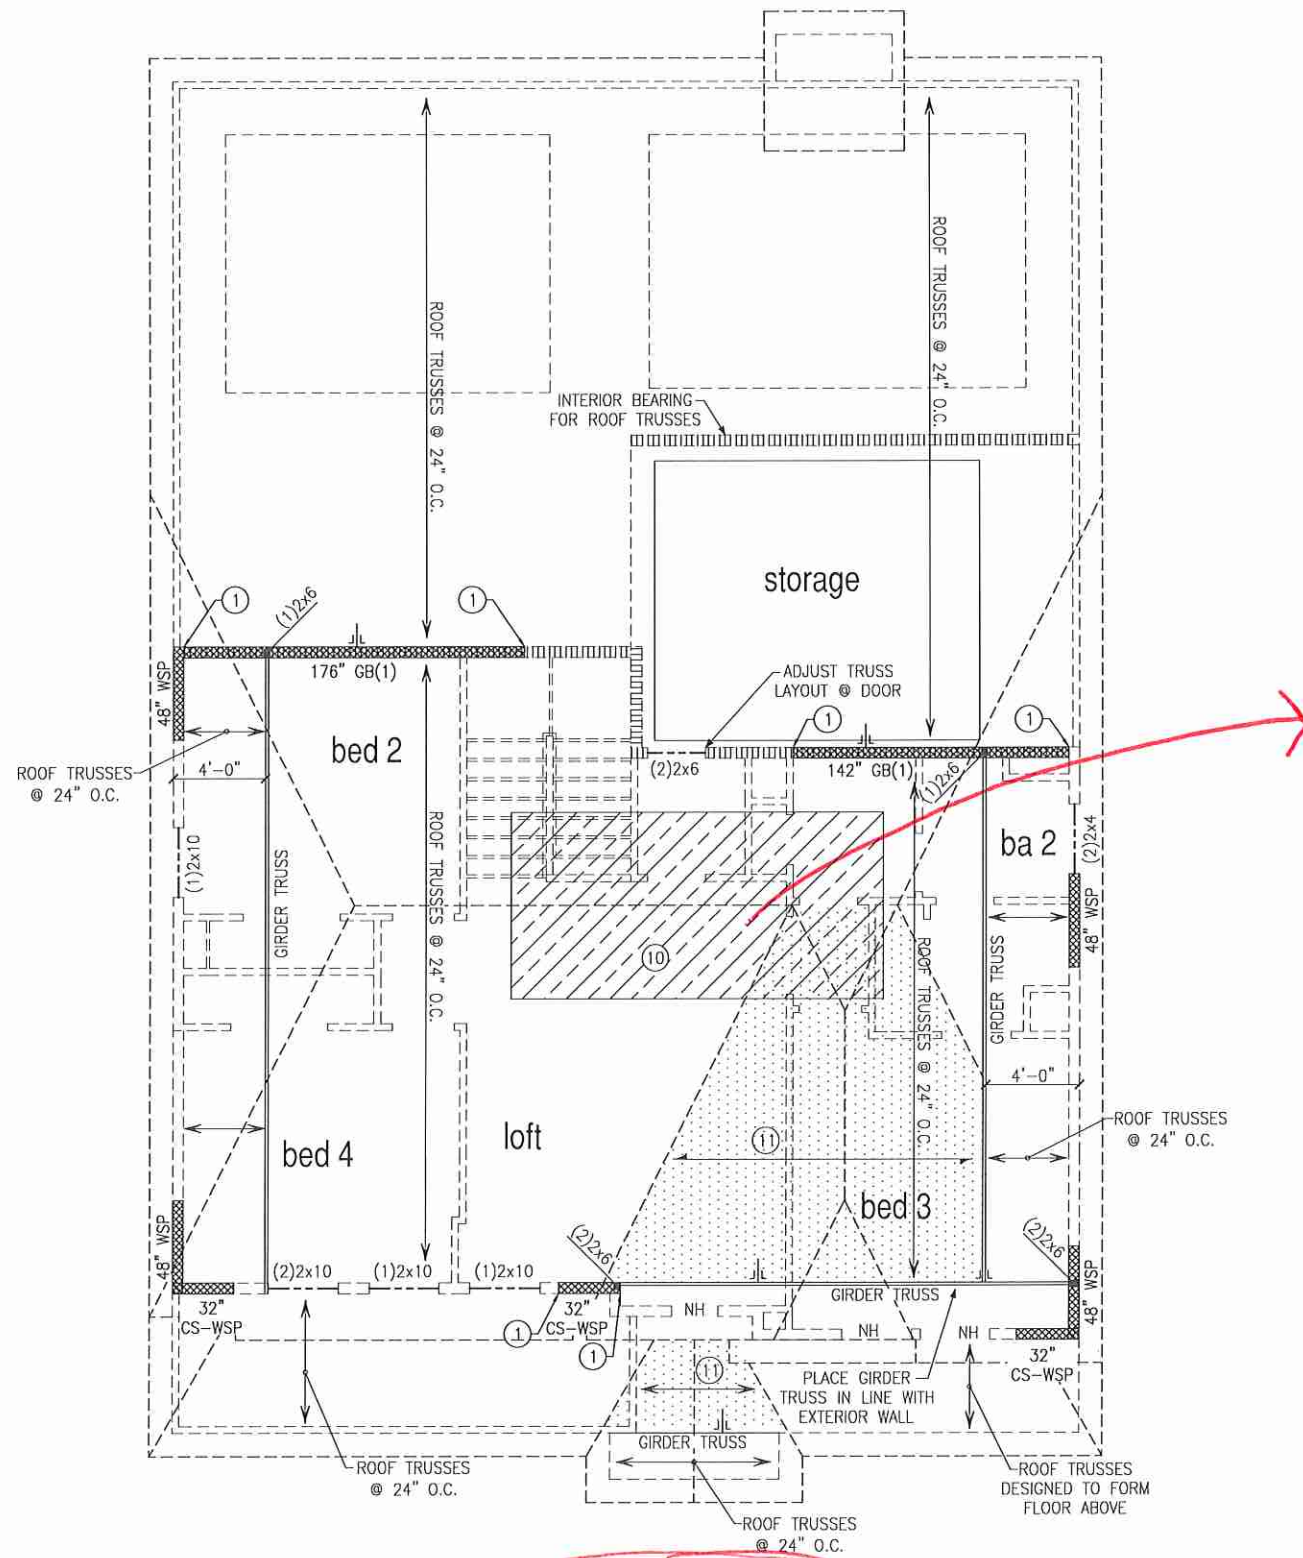 ROOF TRUSSES @ 24" O.C.
ROOF TRUSSES @ 24" O.C.
INTERIOR BEARING
FOR ROOF TRUSSES
storage
1
(1)2x6
1
48" WSP
176" GB(1)
ADJUST TRUSS
LAYOUT @ DOOR
1
1
bed 2
ROOF TRUSSES
@ 24" O.C.
4'-0"
(2)2x6
142" GB(1)
(1)2x6
(1)2x10
GIRDER TRUSS
ROOF TRUSSES @ 24" O.C.
ba 2
(2)2x4
48" WSP
10
ROOF TRUSSES @ 24" O.C.
GIRDER TRUSS
4'-0"
ROOF TRUSSES
@ 24" O.C.
loft
bed 4
11
bed 3
48" WSP
(2)2x10
(1)2x10
(1)2x10
(2)2x6
(2)2x6
48" WSP
32"
CS-WSP
1
32"
CS-WSP
1
NH
GIRDER TRUSS
NH
NH
32"
CS-WSP
11
PLACE GIRDER
TRUSS IN LINE WITH
EXTERIOR WALL
GIRDER TRUSS
ROOF TRUSSES
@ 24" O.C.
ROOF TRUSSES
DESIGNED TO FORM
FLOOR ABOVE
ROOF TRUSSES
@ 24" O.C.